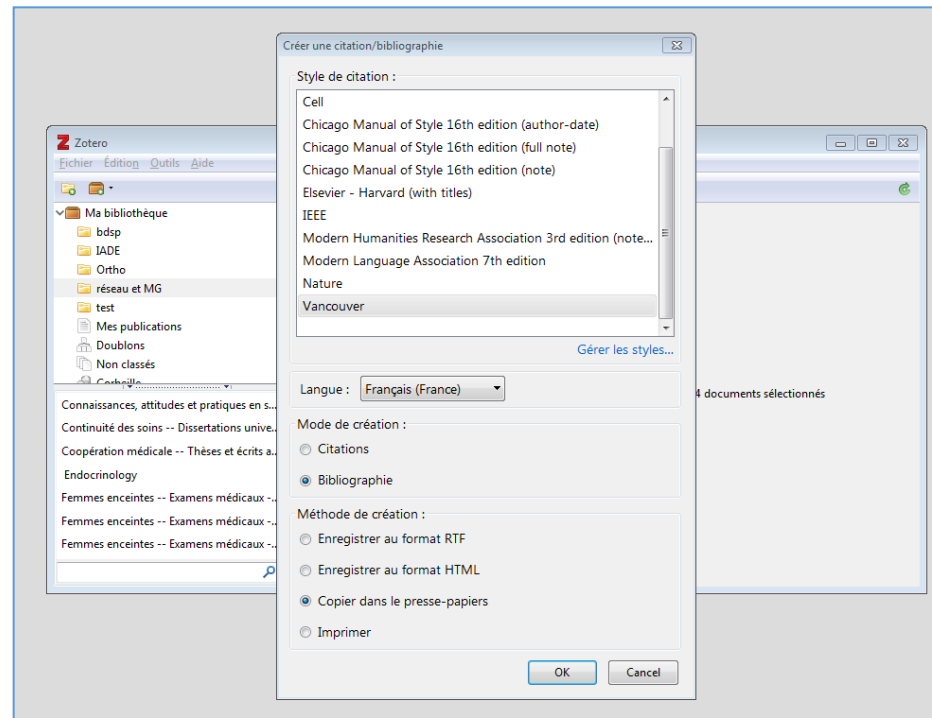 Créer une citation/bibliographie
Style de citation :
Cell
Chicago Manual of Style 16th edition (author-date)
Chicago Manual of Style 16th edition (full note)
Chicago Manual of Style 16th edition (note)
Elsevier - Harvard (with titles)
IEEE
Modern Humanities Research Association 3rd edition (note...
Modern Language Association 7th edition
Nature
Vancouver
Gérer les styles...
Langue : Français (France)
Mode de création :
Citations
Bibliographie
Méthode de création :
Enregistrer au format RTF
Enregistrer au format HTML
Copier dans le presse-papiers
Imprimer
OK Cancel
Z Zotero
Fichier Édition Outils Aide
Ma bibliothèque
bdsp
IADE
Ortho
réseau et MG
test
Mes publications
Doublons
Non classés
Corbeille
Connaissances, attitudes et pratiques en s...
Continuité des soins -- Dissertations unive...
Coopération médicale -- Thèses et écrits a...
Endocrinology
Femmes enceintes -- Examens médicaux -...
Femmes enceintes -- Examens médicaux -...
Femmes enceintes -- Examens médicaux -...
4 documents sélectionnés